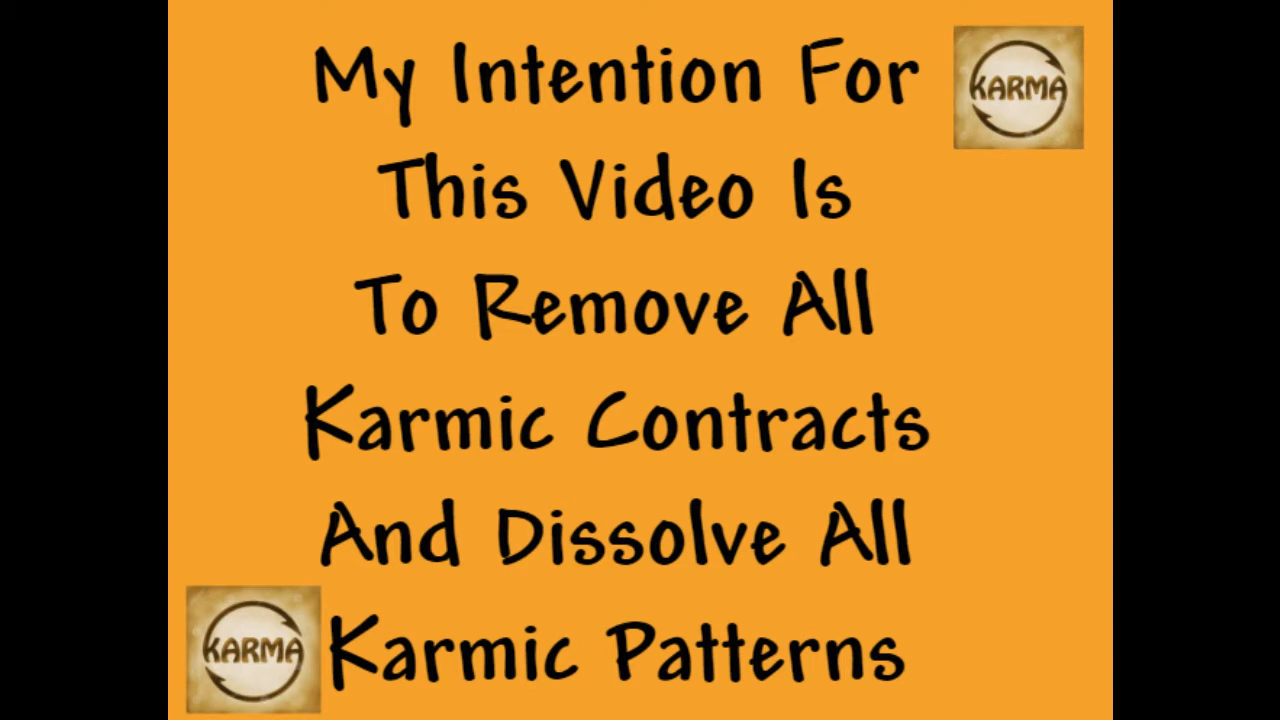 My Intention For
KARMA
This Video Is
To Remove All
Karmic Contracts
And Dissolve All
KARMA
Karmic Patterns